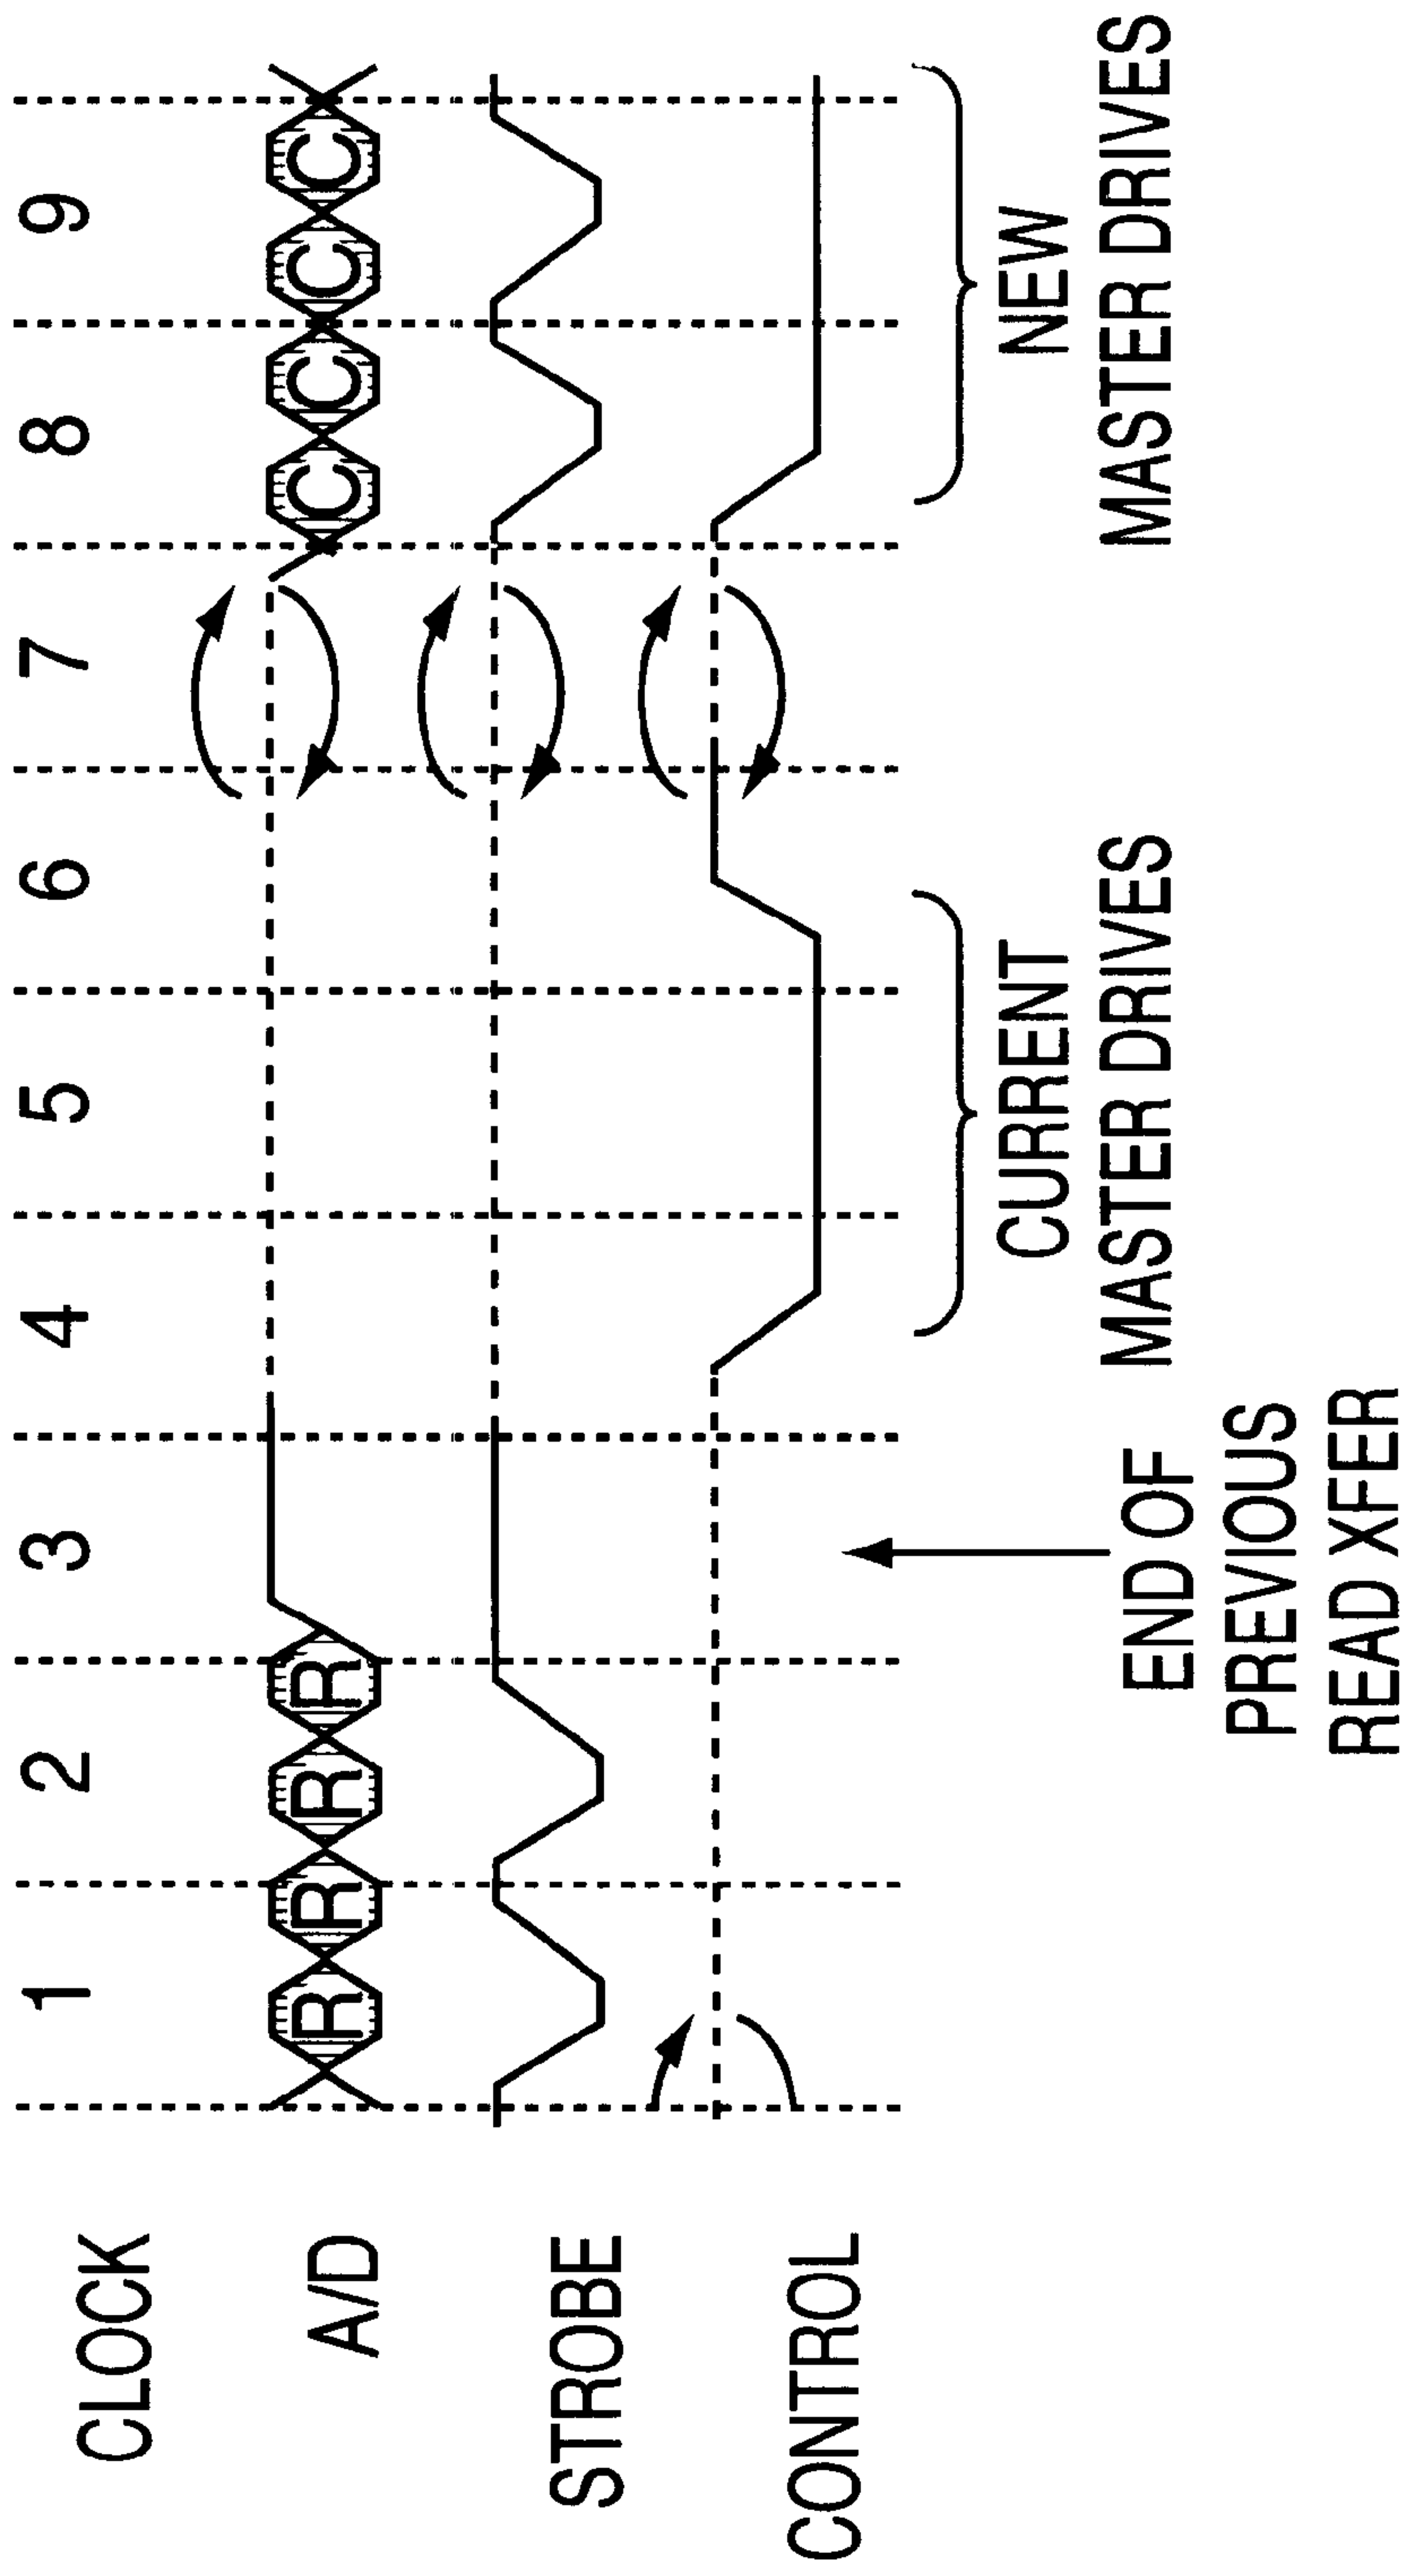 CLOCK 1 2 3 4 5 6 7 8 9
A/D R R R R C C C C
STROBE
CONTROL
END OF
PREVIOUS
READ XFER
CURRENT
MASTER DRIVES
NEW
MASTER DRIVES